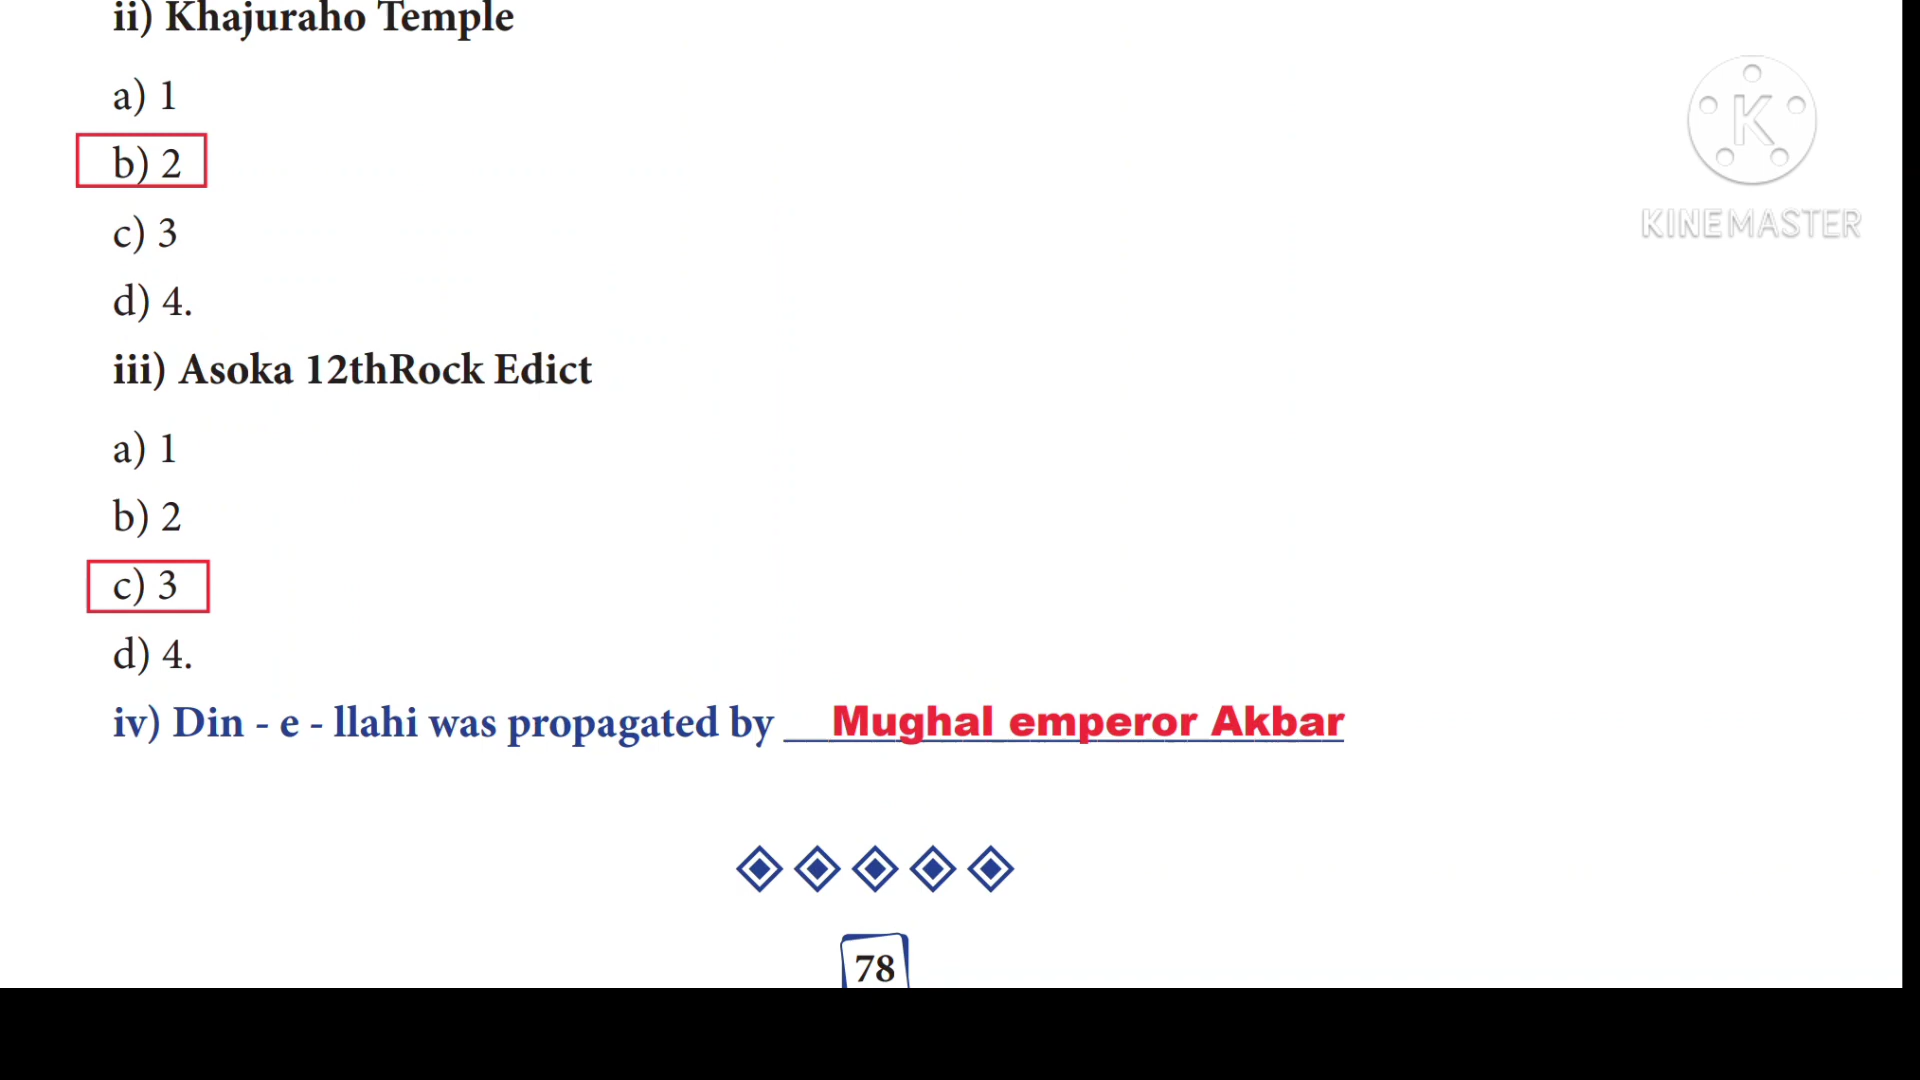 ii) Khajuraho Temple
a) 1
b) 2
c) 3
d) 4.
iii) Asoka 12thRock Edict
a) 1
b) 2
c) 3
d) 4.
iv) Din - e - llahi was propagated by Mughal emperor Akbar
78
K
KINEMASTER